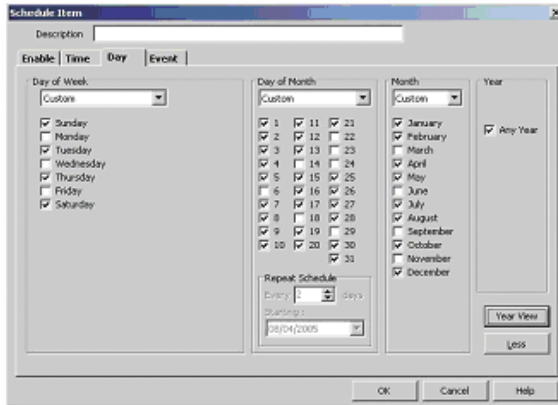 Schedule Item
Description
Enable Time Day Event
Day of Week
Custom
Sunday
Monday
Tuesday
Wednesday
Thursday
Friday
Saturday
Day of Month
Custom
1 11 21
2 12 22
3 13 23
4 14 24
5 15 25
6 16 26
7 17 27
8 18 28
9 19 29
10 20 30
31
Repeat Schedule
Every 2 days
Starting :
08/04/2005
Month
Custom
January
February
March
April
May
June
July
August
September
October
November
December
Year
Any Year
Year View
Less
OK Cancel Help